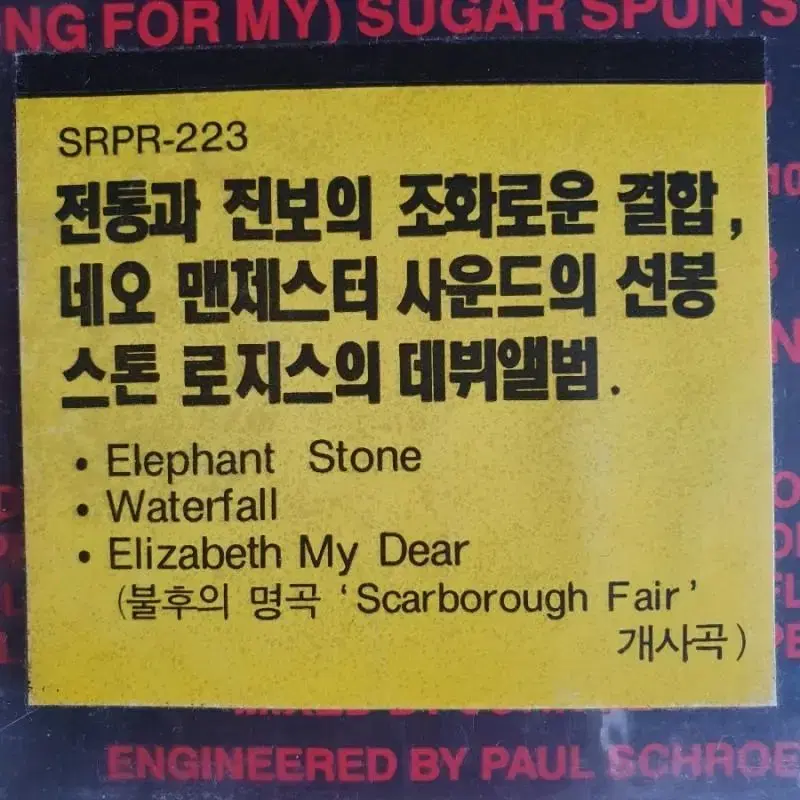 ONG FOR MY) SUGAR SPUN S
SRPR-223
전통과 진보의 조화로운 결합,
네오 맨체스터 사운드의 선봉
스톤 로지스의 데뷔앨범.
• Elephant Stone
• Waterfall
• Elizabeth My Dear
(불후의 명곡 ‘Scarborough Fair’
개사곡)
ENGINEERED BY PAUL SCHROE